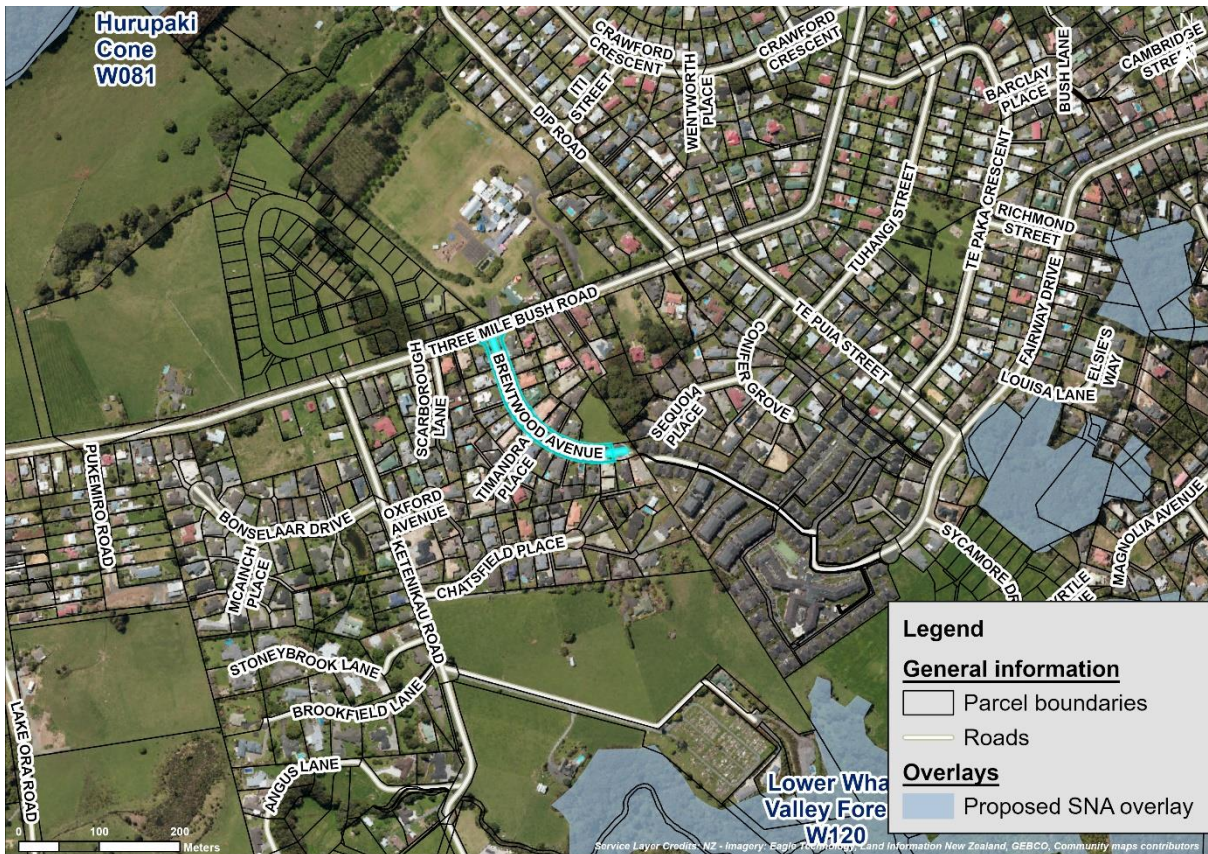 Hurupaki
Cone
W081
CRAWFORD
CRESCENT
ITI
STREET
DIP ROAD
WENTWORTH
PLACE
CRAWFORD
CRESCENT
BARCLAY
PLACE
BUSH LANE
CAMBRIDGE
N
TUHANGI STREET
TE PAKA CRESCENT
RICHMOND
STREET
FAIRWAY DRIVE
THREE MILE BUSH ROAD
TE PUIA STREET
CONIFER GROVE
ELSIE'S
WAY
LOUISA LANE
SCARBOROUGH
LANE
BRENTWOOD AVENUE
SEQUOIA
PLACE
TIMANDRA
PLACE
PUKEMIRO ROAD
BONSELAAR DRIVE
OXFORD
AVENUE
KETENIKAU ROAD
MCAINCH
PLACE
CHATSFIELD PLACE
SYCAMORE DR
MAGNOLIA AVENUE
STONEYBROOK LANE
BROOKFIELD LANE
LAKE ORA ROAD
ANGUS LANE
Lower Wha
Valley Fore
W120
Legend
General information
Parcel boundaries
Roads
Overlays
Proposed SNA overlay
0 100 200
Meters
Service Layer Credits: NZ - Imagery: Eagle Technology, Land Information New Zealand, GEBCO, Community maps contributors